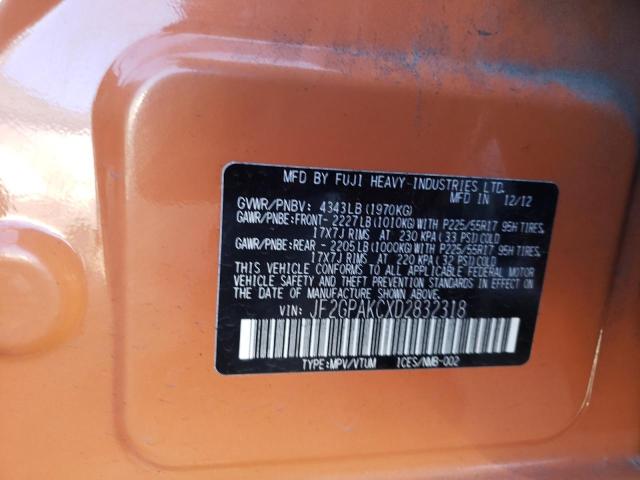 MFD BY FUJI HEAVY-INDUSTRIES LTD.
MFD IN 12/12
GVWR/PNBV: 4343LB (1970KG)
GAWR/PNBE:FRONT- 2227LB (1010KG) WITH P225/55R17 95H TIRES,
17X7J RIMS AT 230 KPA (33 PSI) COLD
GAWR/PNBE:REAR - 2205LB (1000KG) WITH P225/55R17 95H TIRES,
17X7J RIMS AT 220 KPA (32 PSI) COLD
THIS VEHICLE CONFORMS TO ALL APPLICABLE FEDERAL MOTOR
VEHICLE SAFETY STANDARDS IN EFFECT ON THE DATE OF
MANUFACTURE SHOWN ABOVE.
VIN: JF2GPAKCXD2832318
TYPE:MPV/VTUM ICES/NMB-002